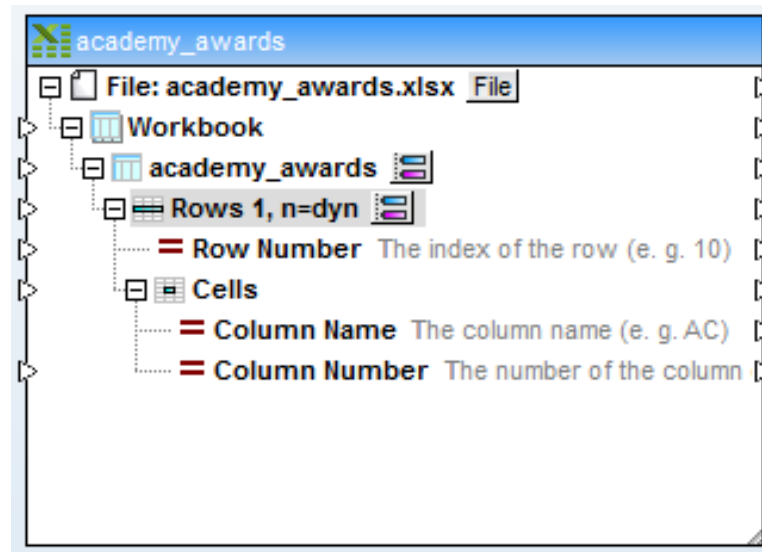 academy_awards
File: academy_awards.xlsx File
Workbook
academy_awards
Rows 1, n=dyn
Row Number The index of the row (e. g. 10)
Cells
Column Name The column name (e. g. AC)
Column Number The number of the column